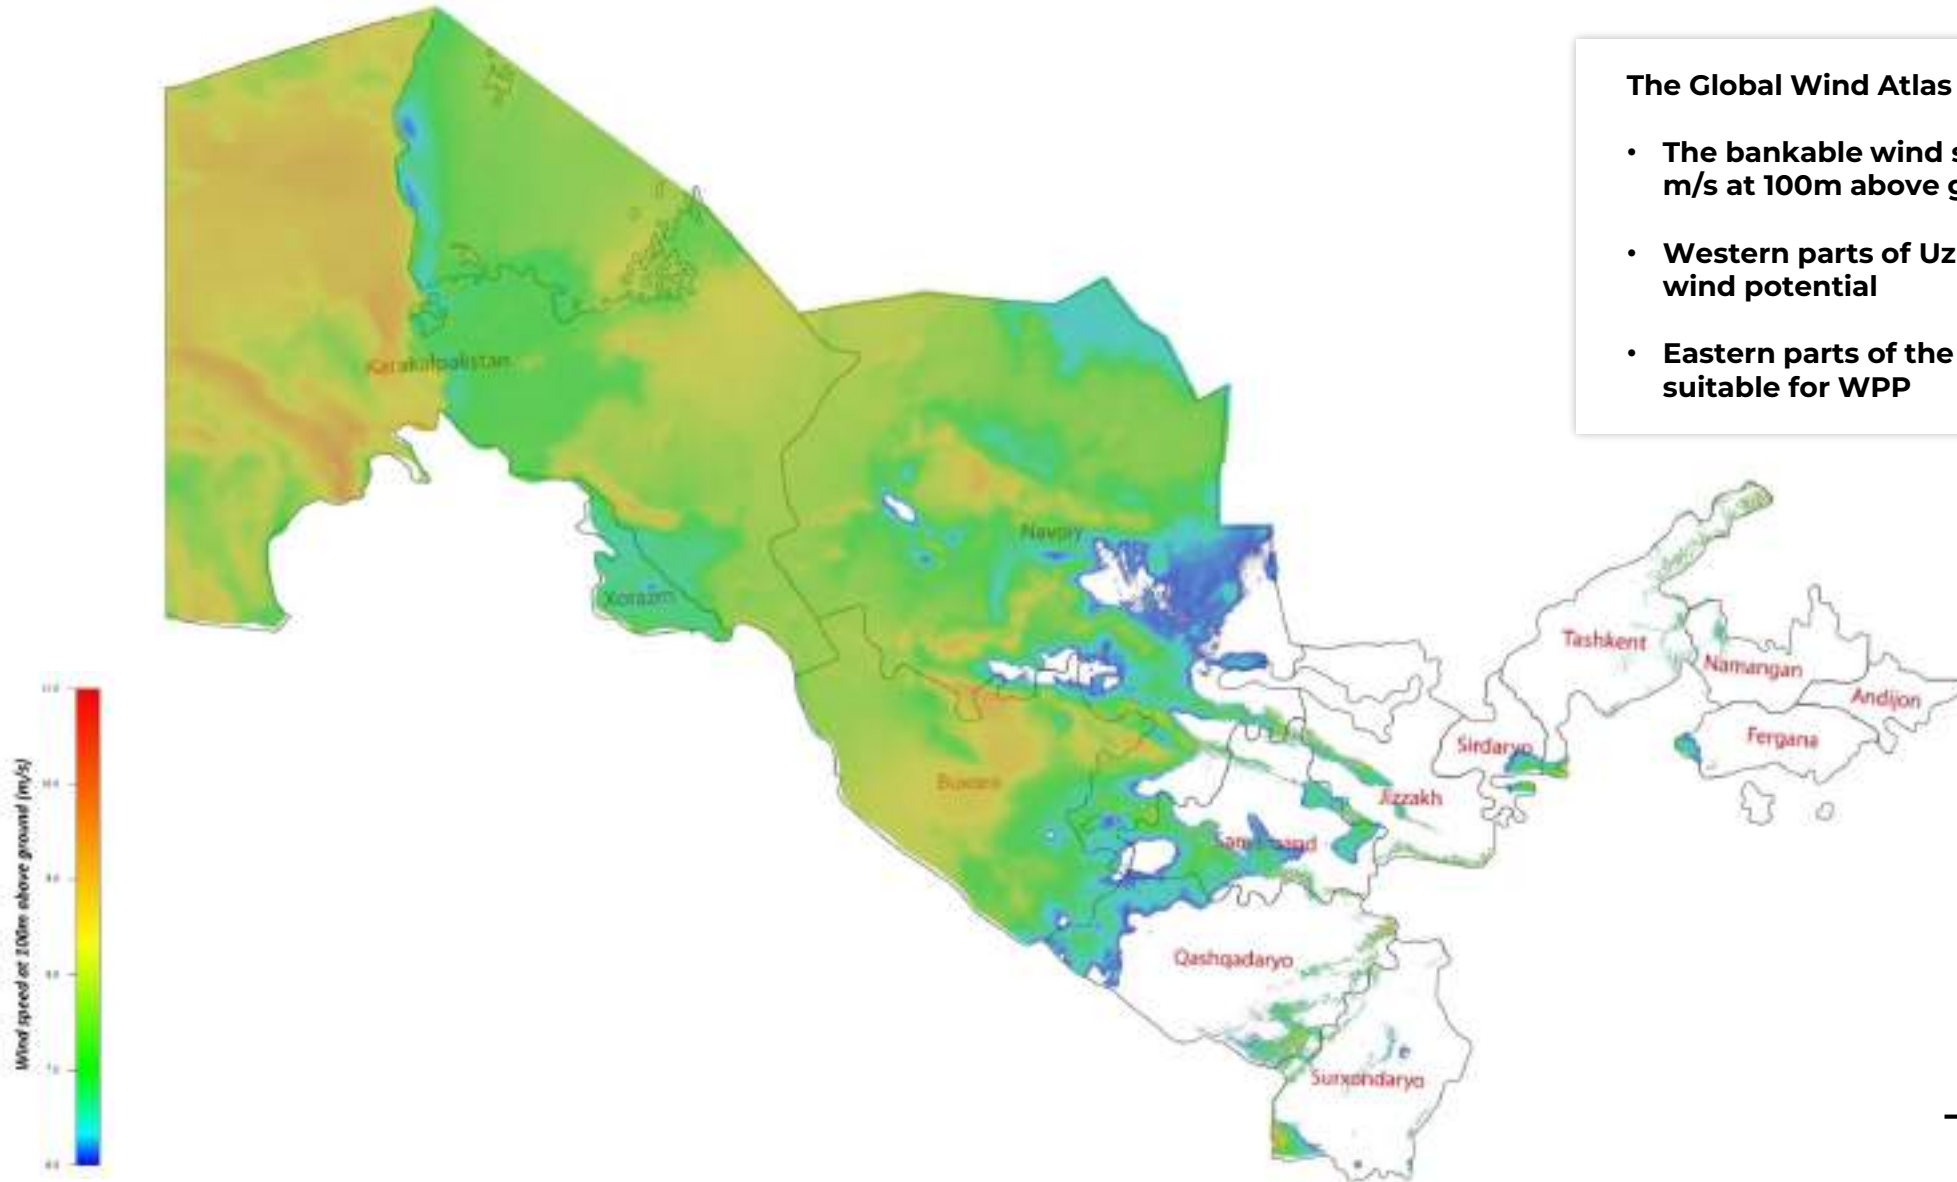 The Global Wind Atlas
• The bankable wind s
m/s at 100m above g
• Western parts of Uz
wind potential
• Eastern parts of the
suitable for WPP
Karakalpakistan
Navoiy
Xorazm
Tashkent
Namangan
Andijon
Sirdaryo
Fergana
Buxara
Jizzakh
Qashqadaryo
Surxondaryo
Wind speed at 100m above ground (m/s)